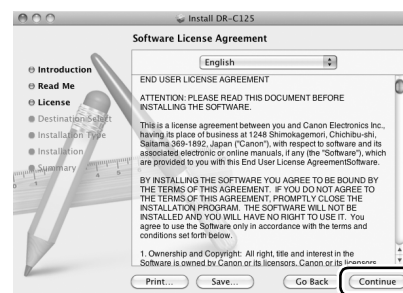 Install DR-C125
Software License Agreement
English
Introduction
Read Me
License
Destination Select
Installation Type
Installation
Summary
END USER LICENSE AGREEMENT
ATTENTION: PLEASE READ THIS DOCUMENT BEFORE
INSTALLING THE SOFTWARE.
This is a license agreement between you and Canon Electronics Inc.,
having its place of business at 1248 Shimokagemori, Chichibu-shi,
Saitama 369-1892, Japan ("Canon"), with respect to software and its
associated electronic or online manuals, if any (the "Software"), which
are provided to you with this End User License AgreementSoftware.
BY INSTALLING THE SOFTWARE YOU AGREE TO BE BOUND BY
THE TERMS OF THIS AGREEMENT. IF YOU DO NOT AGREE TO
THE TERMS OF THIS AGREEMENT, PROMPTLY CLOSE THE
INSTALLATION PROGRAM. THE SOFTWARE WILL NOT BE
INSTALLED AND YOU WILL HAVE NO RIGHT TO USE IT. You
agree to use the Software only in accordance with the terms and
conditions set forth below.
1. Ownership and Copyright: All right, title and interest in the
Software is owned by Canon or its licensors. Canon or its licensors
Print... Save... Go Back Continue